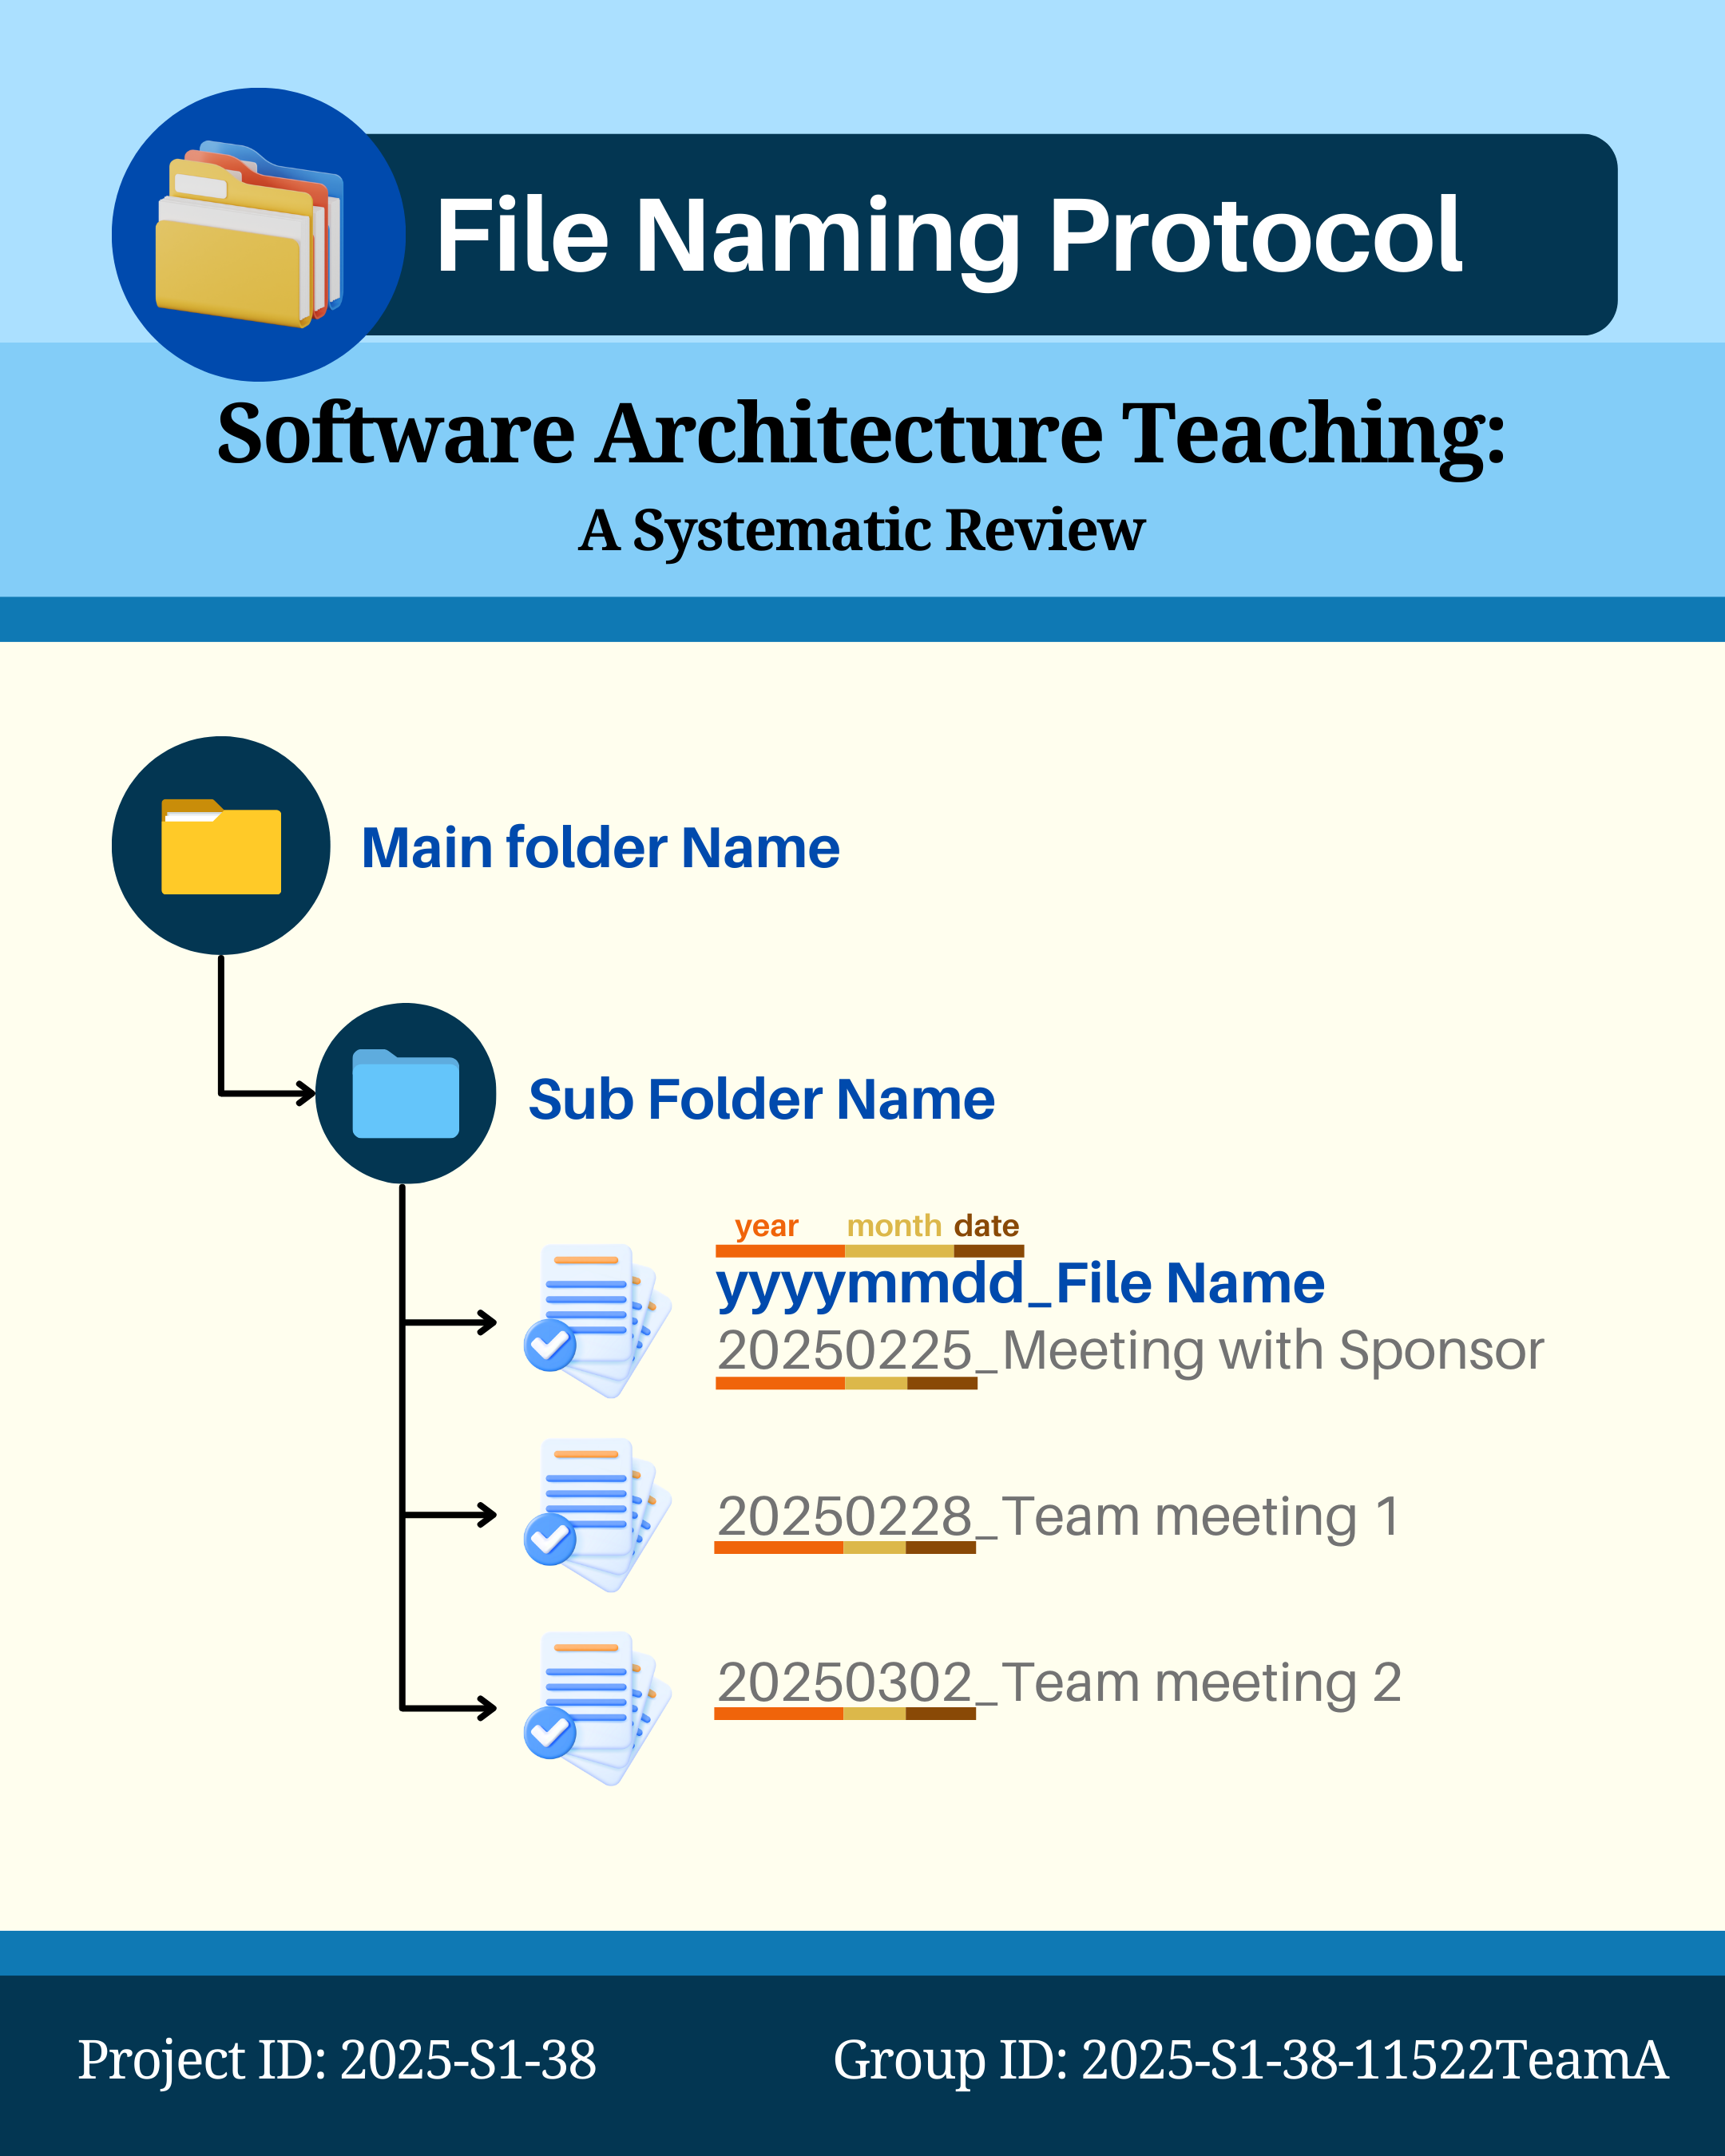 File Naming Protocol
Software Architecture Teaching:
A Systematic Review
Main folder Name
Sub Folder Name
year month date
yyyymmdd_File Name
20250225_Meeting with Sponsor
20250228_Team meeting 1
20250302_Team meeting 2
Project ID: 2025-S1-38
Group ID: 2025-S1-38-11522TeamA